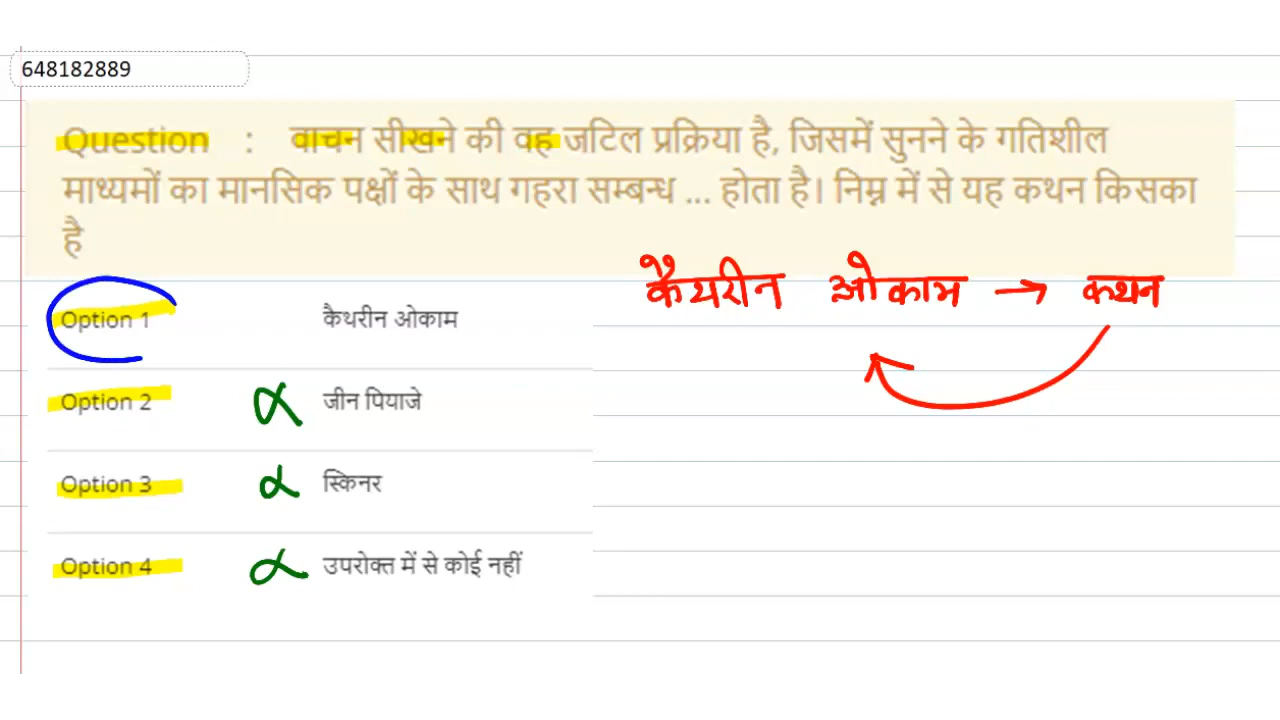 648182889
Question : वाचन सीखने की वह जटिल प्रक्रिया है, जिसमें सुनने के गतिशील
माध्यमों का मानसिक पक्षों के साथ गहरा सम्बन्ध ... होता है। निम्न में से यह कथन किसका
है
कैथरीन ओकाम → कथन
Option 1 कैथरीन ओकाम
Option 2 जीन पियाजे
Option 3 स्किनर
Option 4 उपरोक्त में से कोई नहीं